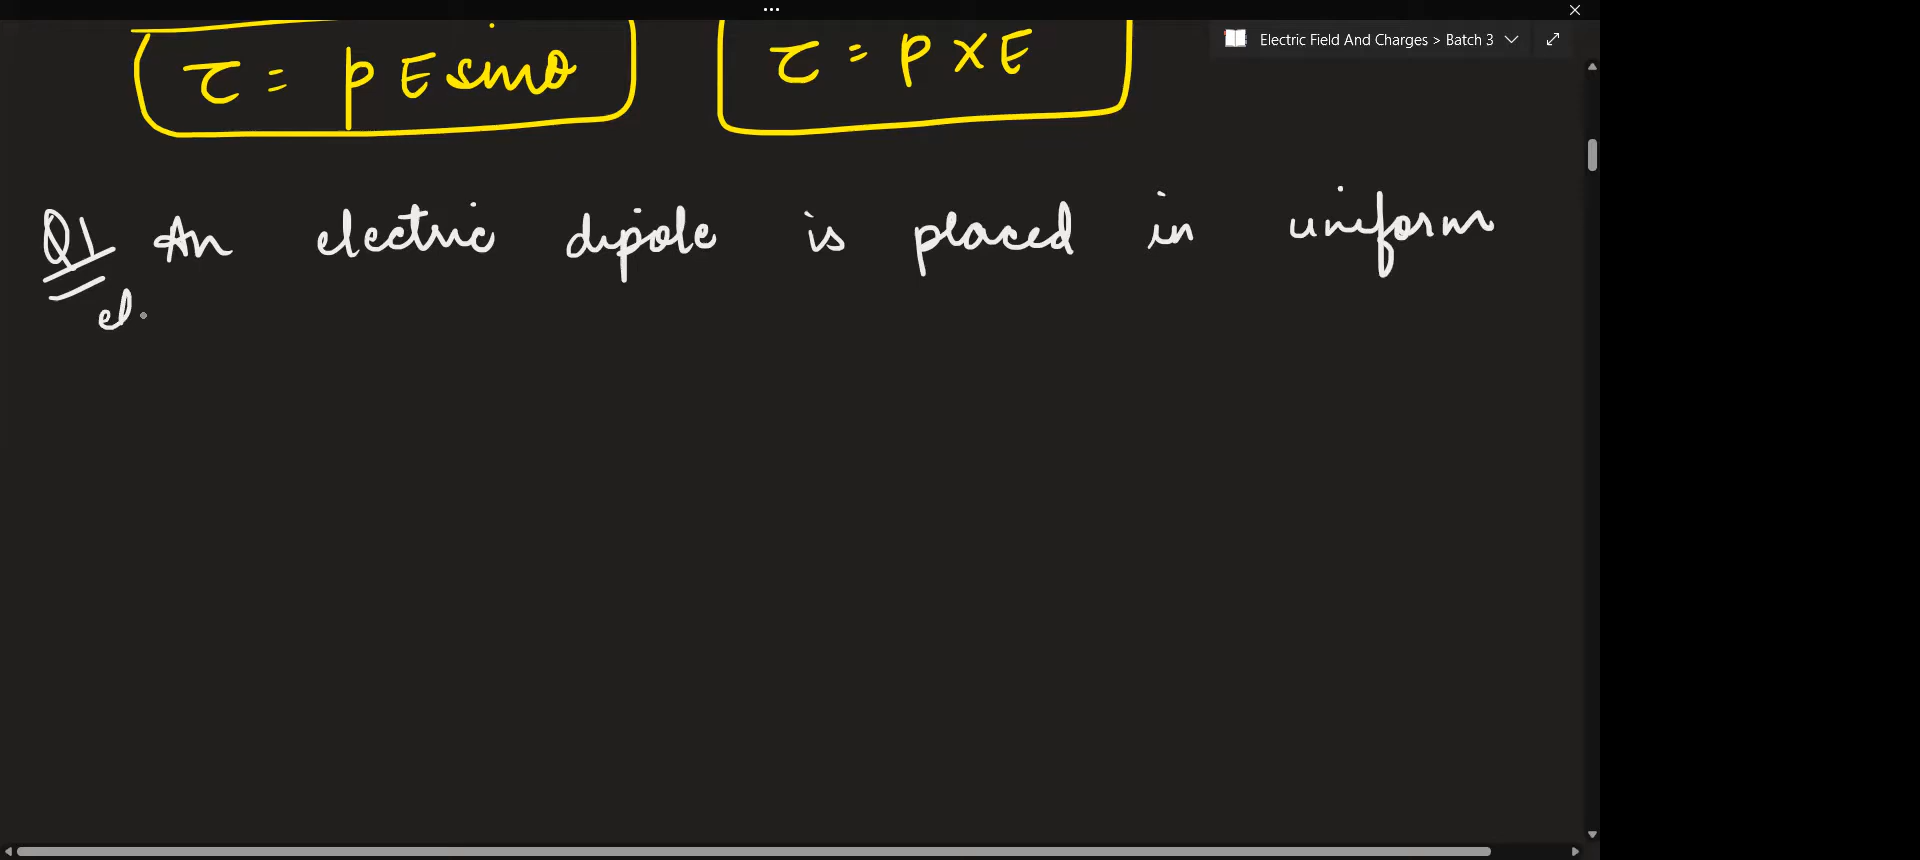 Electric Field And Charges > Batch 3
τ = pE sinθ
τ = p × E
Q1 An electric dipole is placed in uniform
el